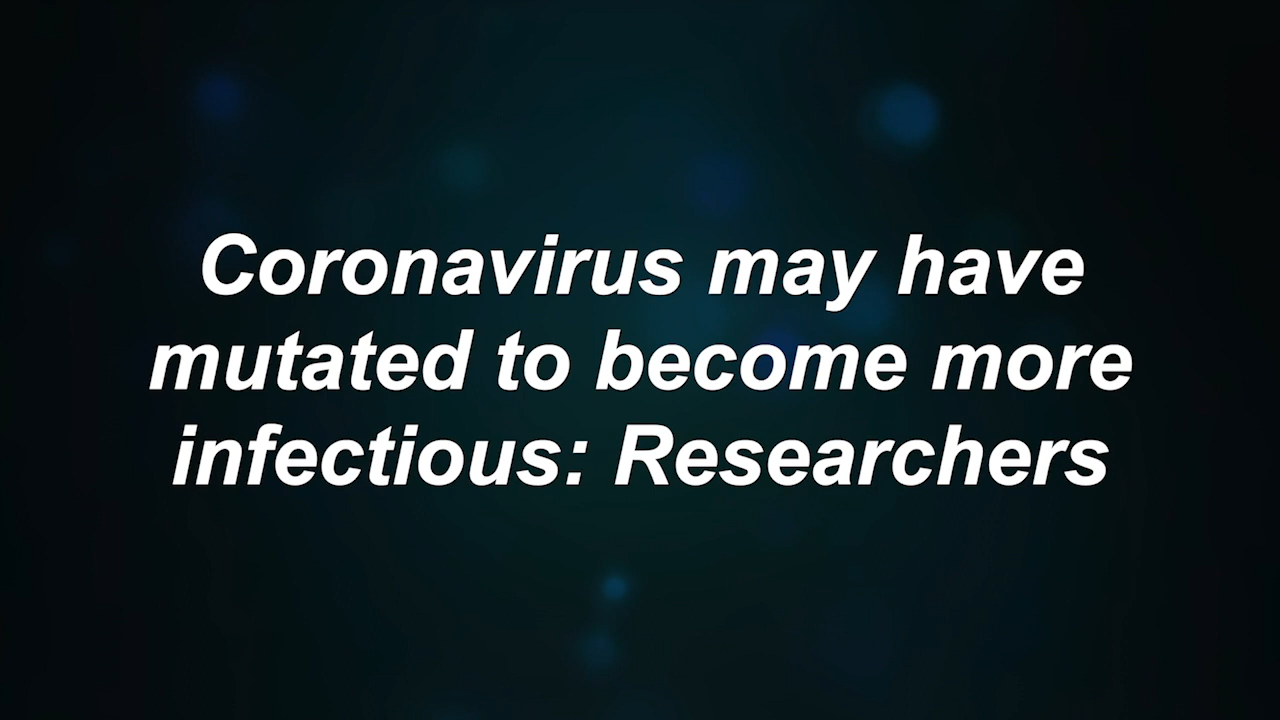 Coronavirus may have
mutated to become more
infectious: Researchers